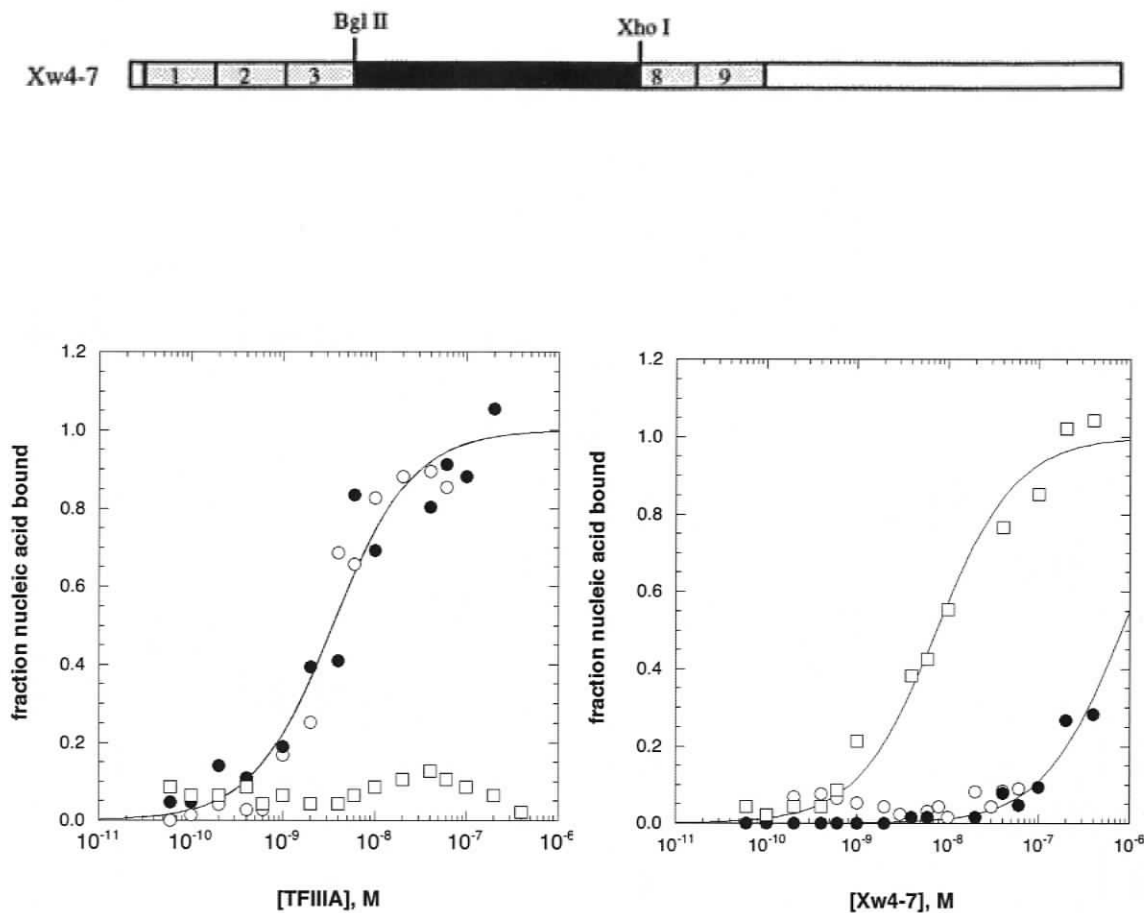 Bgl II
Xho I
Xw4-7
1 2 3 8 9
fraction nucleic acid bound
1.2
1.0
0.8
0.6
0.4
0.2
0.0
10-11 10-10 10-9 10-8 10-7 10-6
[TFIIIA], M
fraction nucleic acid bound
1.2
1.0
0.8
0.6
0.4
0.2
0.0
10-11 10-10 10-9 10-8 10-7 10-6
[Xw4-7], M